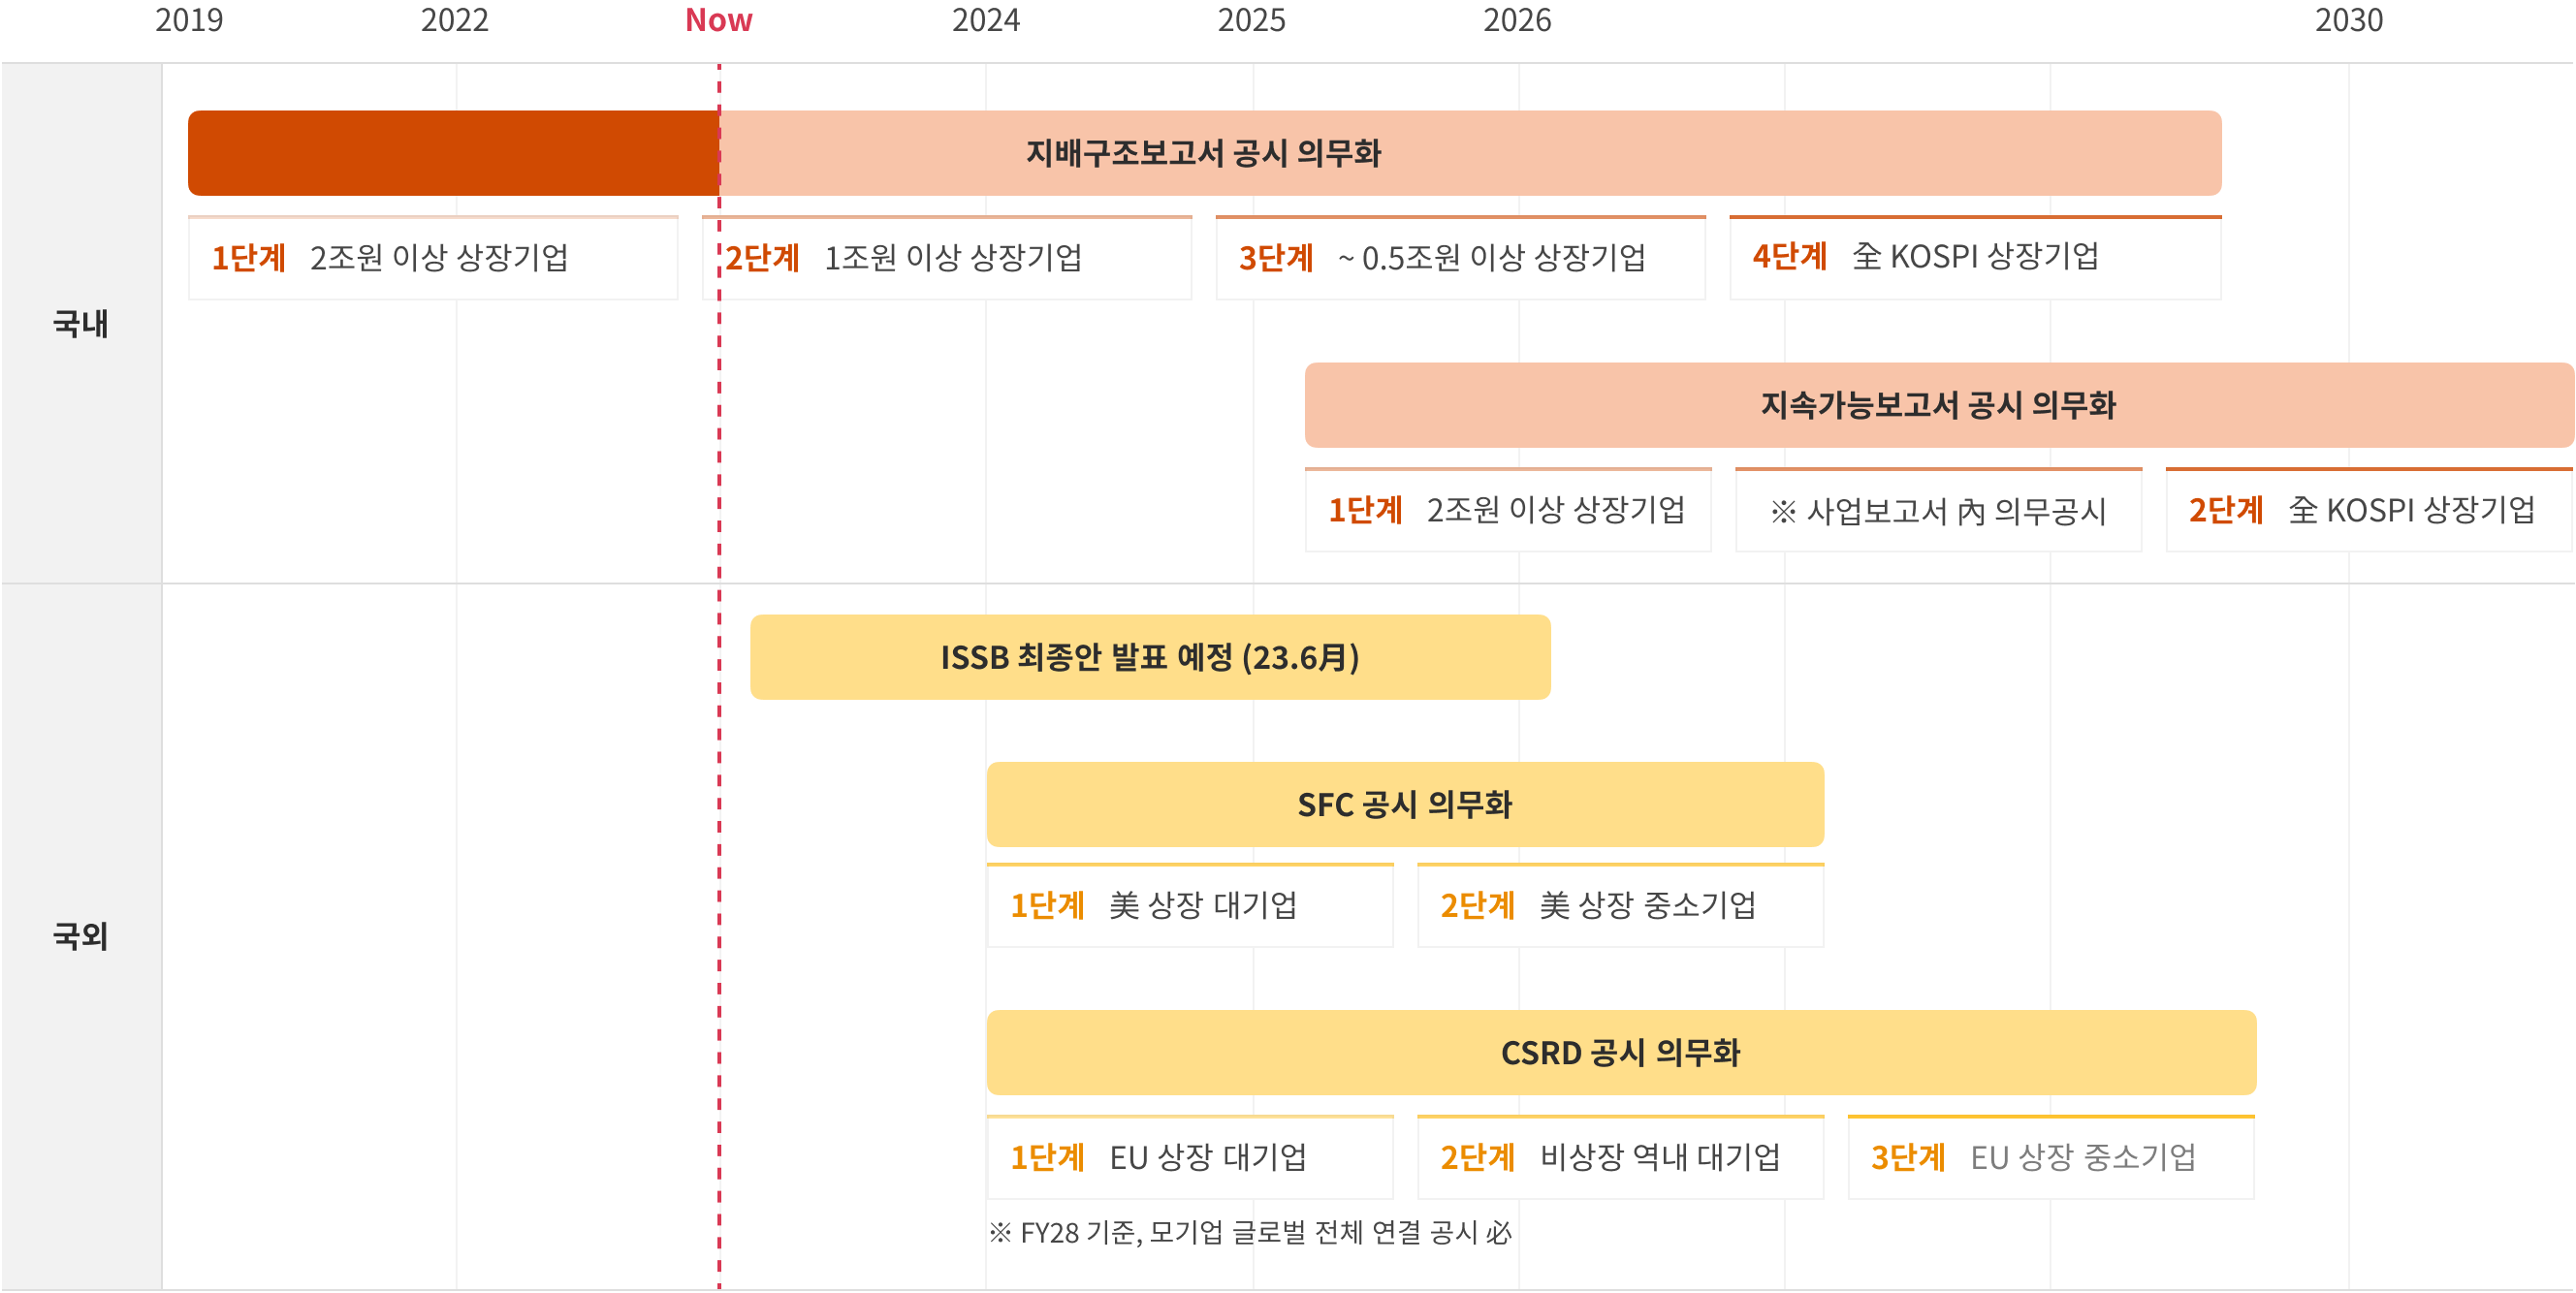 2019 2022 Now 2024 2025 2026 2030
국내
지배구조보고서 공시 의무화
1단계 2조원 이상 상장기업
2단계 1조원 이상 상장기업
3단계 ~ 0.5조원 이상 상장기업
4단계 全 KOSPI 상장기업
지속가능보고서 공시 의무화
1단계 2조원 이상 상장기업
※ 사업보고서 內 의무공시
2단계 全 KOSPI 상장기업
국외
ISSB 최종안 발표 예정 (23.6月)
SFC 공시 의무화
1단계 美 상장 대기업
2단계 美 상장 중소기업
CSRD 공시 의무화
1단계 EU 상장 대기업
2단계 비상장 역내 대기업
3단계 EU 상장 중소기업
※ FY28 기준, 모기업 글로벌 전체 연결 공시 必